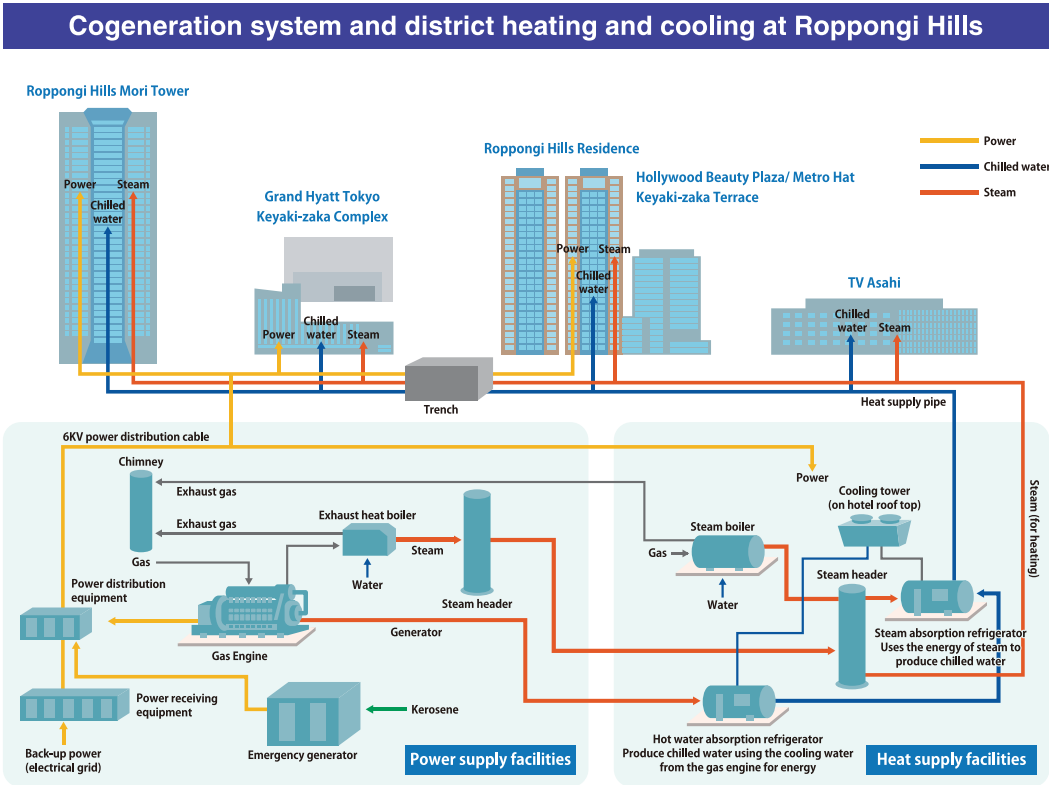 Cogeneration system and district heating and cooling at Roppongi Hills
Roppongi Hills Mori Tower
Power
Steam
Chilled
water
Grand Hyatt Tokyo
Keyaki-zaka Complex
Power
Chilled
water
Steam
Roppongi Hills Residence
Hollywood Beauty Plaza/ Metro Hat
Keyaki-zaka Terrace
Power
Steam
Chilled
water
TV Asahi
Chilled
water
Steam
Power
Chilled water
Steam
Trench
Heat supply pipe
6KV power distribution cable
Chimney
Exhaust gas
Exhaust gas
Exhaust heat boiler
Gas
Steam
Water
Steam header
Power distribution
equipment
Gas Engine
Generator
Power receiving
equipment
Back-up power
(electrical grid)
Emergency generator
Kerosene
Power supply facilities
Power
Cooling tower
(on hotel roof top)
Steam boiler
Gas
Water
Steam header
Steam (for heating)
Steam absorption refrigerator
Uses the energy of steam to
produce chilled water
Hot water absorption refrigerator
Produce chilled water using the cooling water
from the gas engine for energy
Heat supply facilities